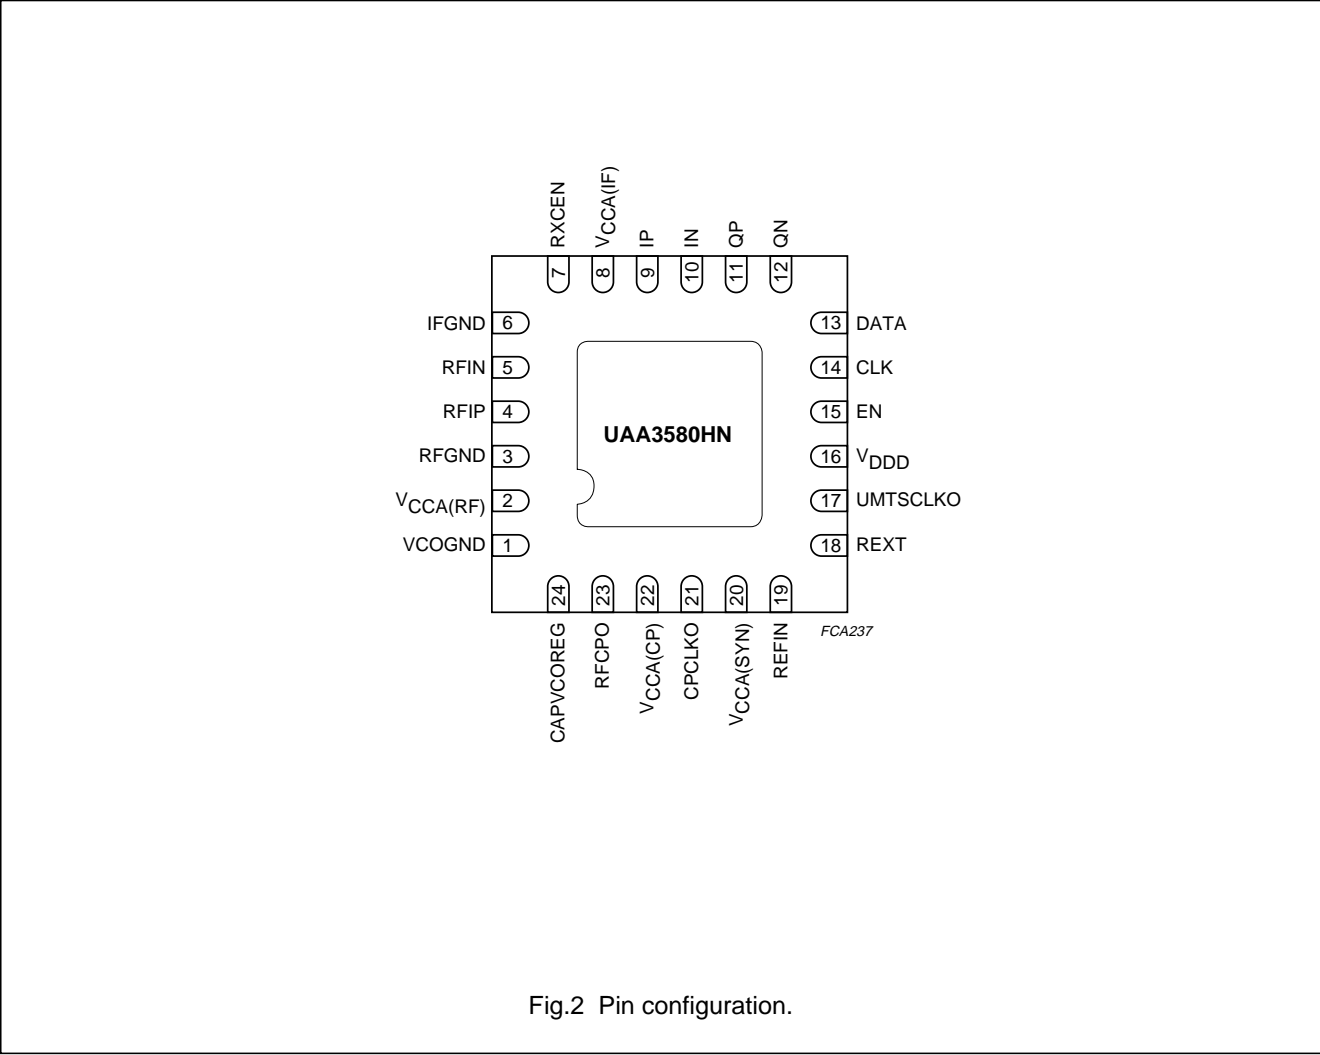 RXCEN
VCCA(IF)
IP
IN
QP
QN
7
8
9
10
11
12
IFGND 6
13 DATA
RFIN 5
14 CLK
RFIP 4
15 EN
UAA3580HN
RFGND 3
16 VDDD
VCCA(RF) 2
17 UMTSCLKO
VCOGND 1
18 REXT
24
23
22
21
20
19
CAPVCOREG
RFCPO
VCCA(CP)
CPCLKO
VCCA(SYN)
REFIN
FCA237
Fig.2 Pin configuration.